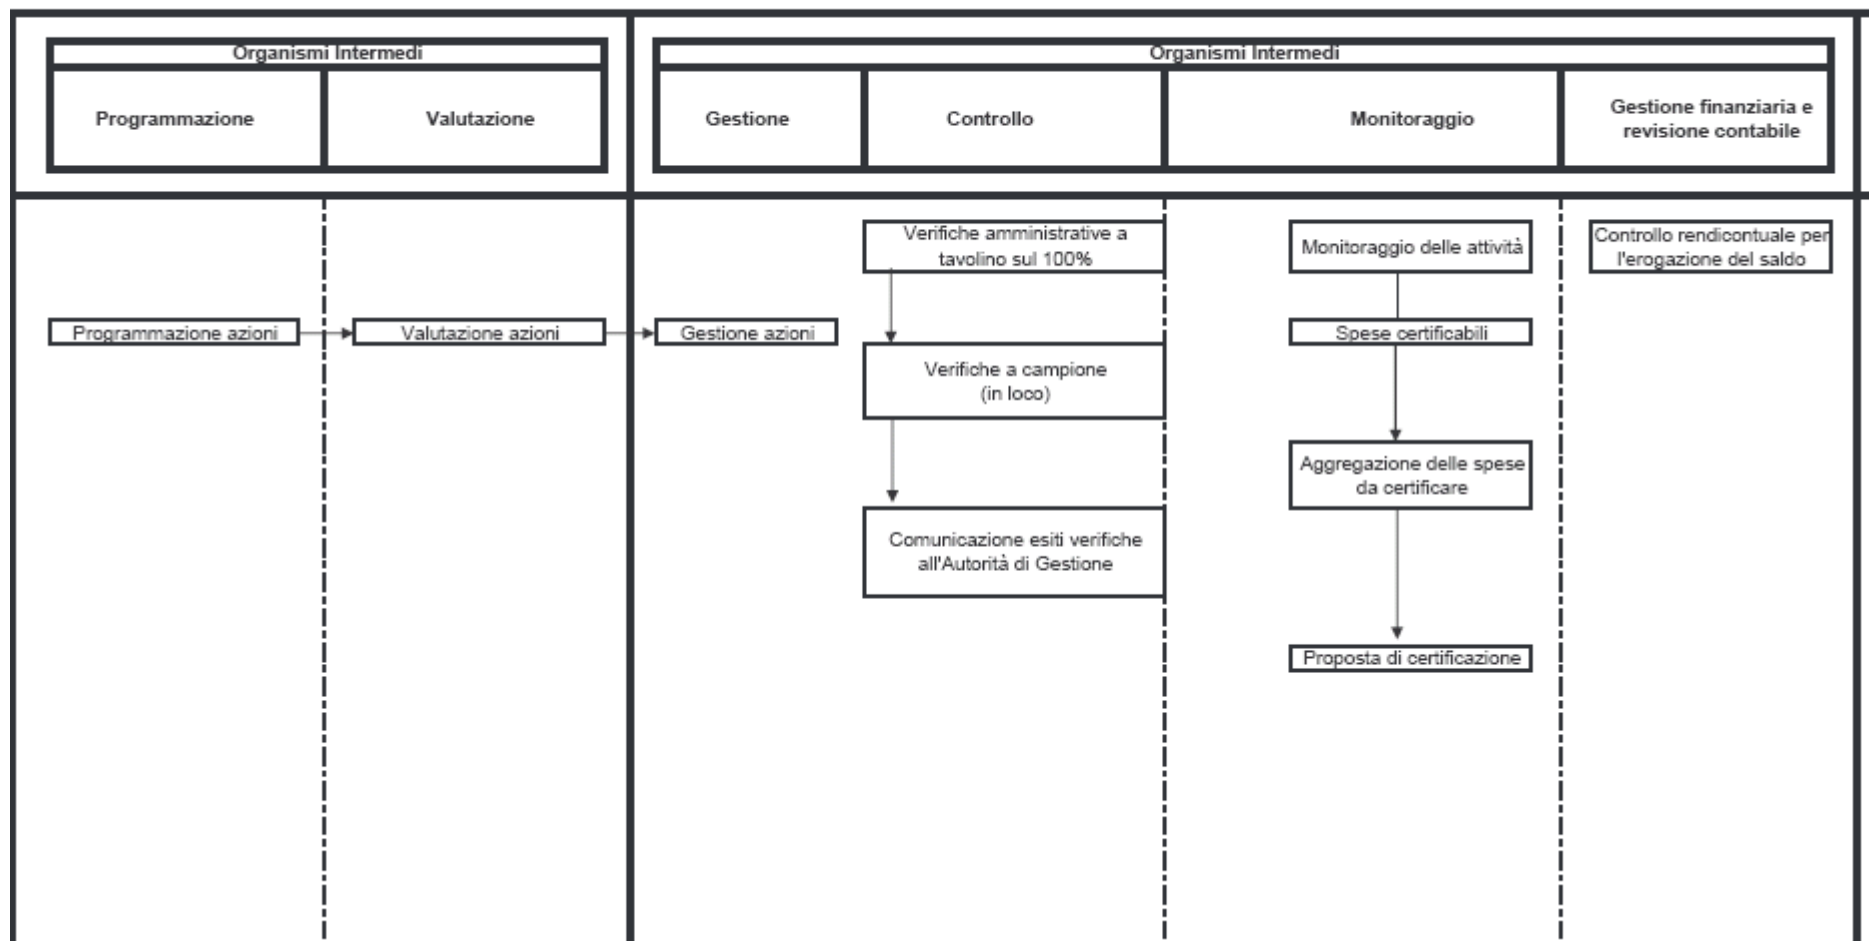 Organismi Intermedi
Organismi Intermedi
Programmazione
Valutazione
Gestione
Controllo
Monitoraggio
Gestione finanziaria e
revisione contabile
Verifiche amministrative a
tavolino sul 100%
Monitoraggio delle attività
Controllo rendicontuale per
l'erogazione del saldo
Programmazione azioni
Valutazione azioni
Gestione azioni
Spese certificabili
Verifiche a campione
(in loco)
Aggregazione delle spese
da certificare
Comunicazione esiti verifiche
all'Autorità di Gestione
Proposta di certificazione